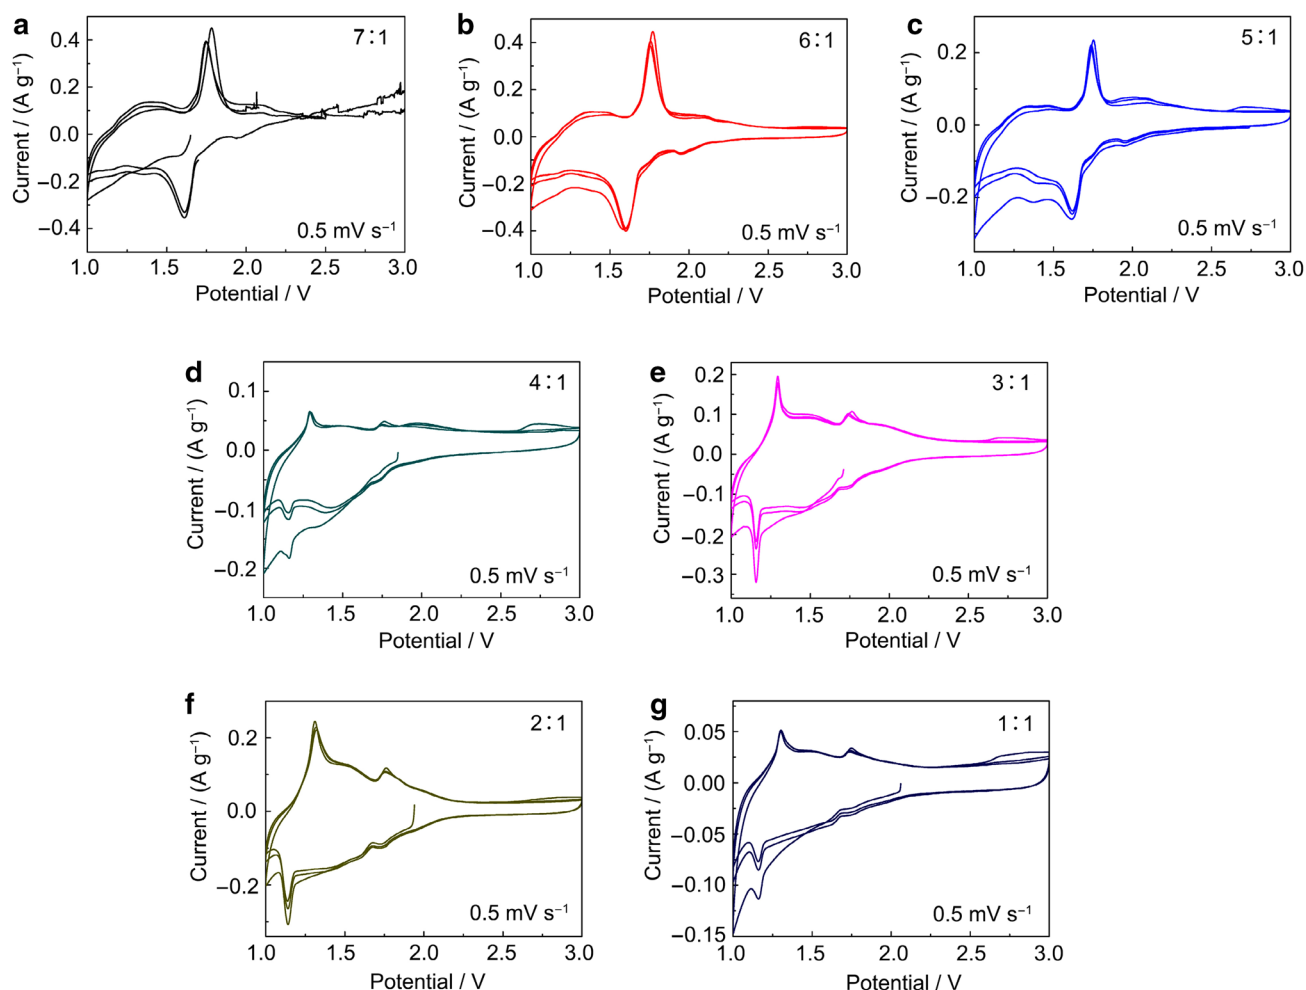 a
7:1
Current / (A g⁻¹)
0.4
0.2
0.0
−0.2
−0.4
0.5 mV s⁻¹
1.0 1.5 2.0 2.5 3.0
Potential / V
b
6:1
Current / (A g⁻¹)
0.4
0.2
0.0
−0.2
−0.4
0.5 mV s⁻¹
1.0 1.5 2.0 2.5 3.0
Potential / V
c
5:1
Current / (A g⁻¹)
0.2
0.0
−0.2
0.5 mV s⁻¹
1.0 1.5 2.0 2.5 3.0
Potential / V
d
4:1
Current / (A g⁻¹)
0.1
0.0
−0.1
−0.2
0.5 mV s⁻¹
1.0 1.5 2.0 2.5 3.0
Potential / V
e
3:1
Current / (A g⁻¹)
0.2
0.1
0.0
−0.1
−0.2
−0.3
0.5 mV s⁻¹
1.0 1.5 2.0 2.5 3.0
Potential / V
f
2:1
Current / (A g⁻¹)
0.2
0.0
−0.2
0.5 mV s⁻¹
1.0 1.5 2.0 2.5 3.0
Potential / V
g
1:1
Current / (A g⁻¹)
0.05
0.00
−0.05
−0.10
−0.15
0.5 mV s⁻¹
1.0 1.5 2.0 2.5 3.0
Potential / V